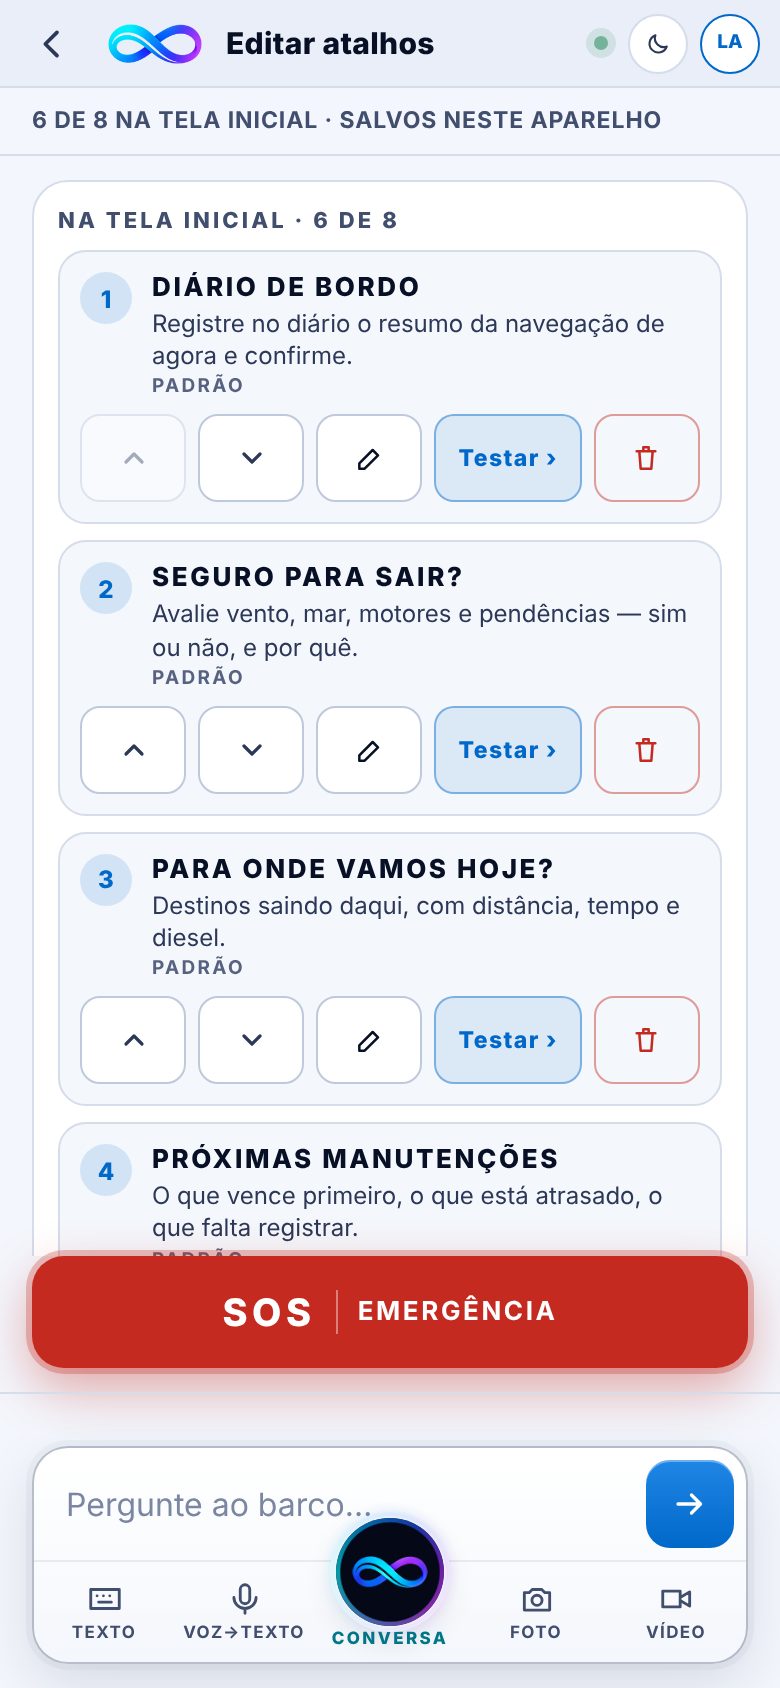 Editar atalhos
LA
6 DE 8 NA TELA INICIAL · SALVOS NESTE APARELHO
NA TELA INICIAL · 6 DE 8
1
DIÁRIO DE BORDO
Registre no diário o resumo da navegação de
agora e confirme.
PADRÃO
Testar ›
2
SEGURO PARA SAIR?
Avalie vento, mar, motores e pendências — sim
ou não, e por quê.
PADRÃO
Testar ›
3
PARA ONDE VAMOS HOJE?
Destinos saindo daqui, com distância, tempo e
diesel.
PADRÃO
Testar ›
4
PRÓXIMAS MANUTENÇÕES
O que vence primeiro, o que está atrasado, o
que falta registrar.
PADRÃO
SOS
EMERGÊNCIA
Pergunte ao barco...
TEXTO
VOZ→TEXTO
CONVERSA
FOTO
VÍDEO